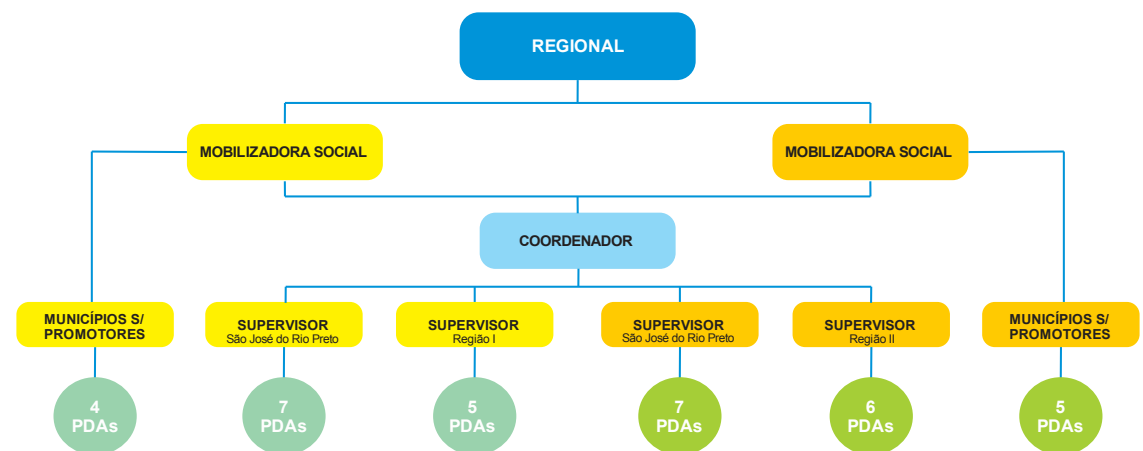 REGIONAL
MOBILIZADORA SOCIAL
MOBILIZADORA SOCIAL
COORDENADOR
MUNICÍPIOS S/
PROMOTORES
SUPERVISOR
São José do Rio Preto
SUPERVISOR
Região I
SUPERVISOR
São José do Rio Preto
SUPERVISOR
Região II
MUNICÍPIOS S/
PROMOTORES
4
PDAs
7
PDAs
5
PDAs
7
PDAs
6
PDAs
5
PDAs